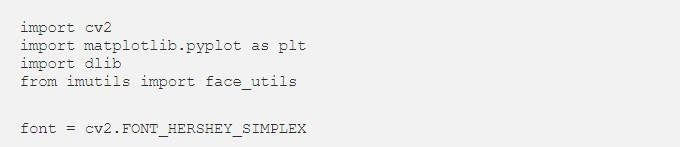 import cv2
import matplotlib.pyplot as plt
import dlib
from imutils import face_utils
font = cv2.FONT_HERSHEY_SIMPLEX